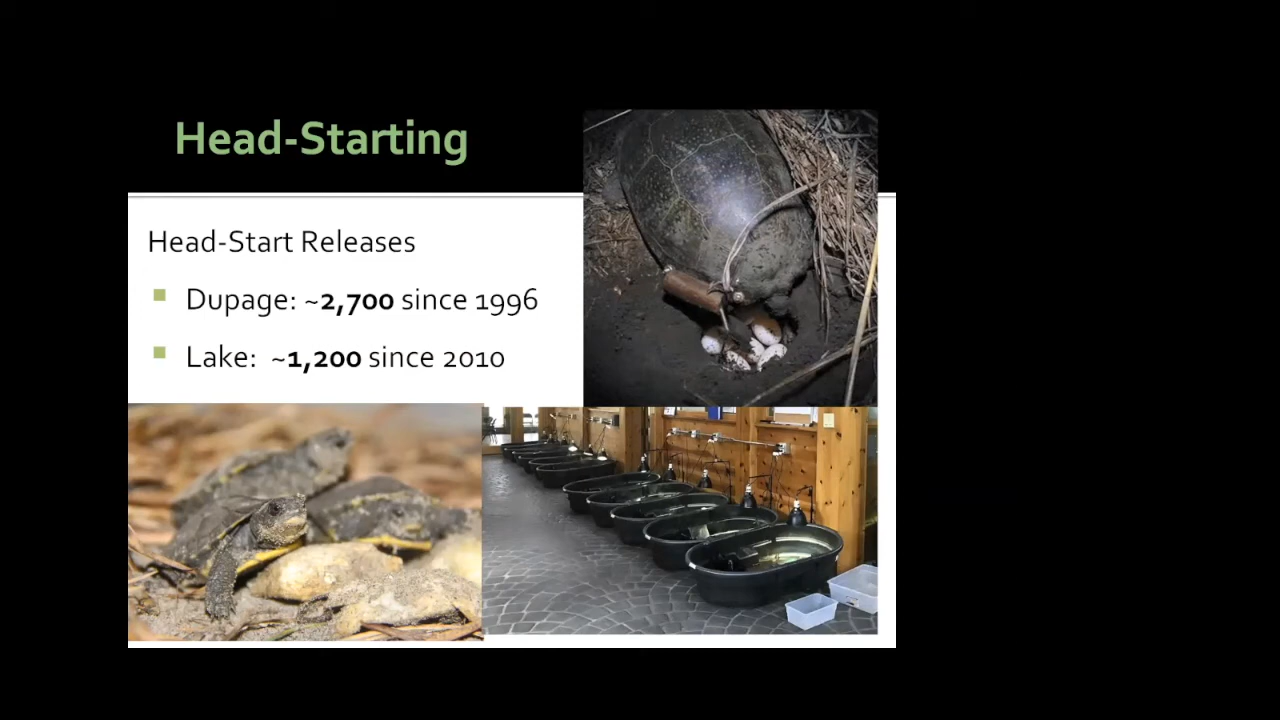 Head-Starting
Head-Start Releases
Dupage: ~2,700 since 1996
Lake: ~1,200 since 2010